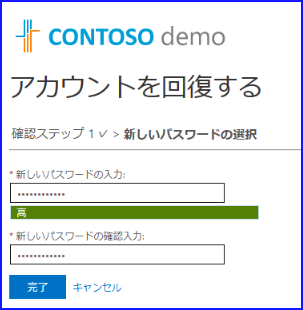 CONTOSO demo
アカウントを回復する
確認ステップ 1 ✓ > 新しいパスワードの選択
* 新しいパスワードの入力:
••••••••••••
高
* 新しいパスワードの確認入力:
••••••••••••
完了 キャンセル